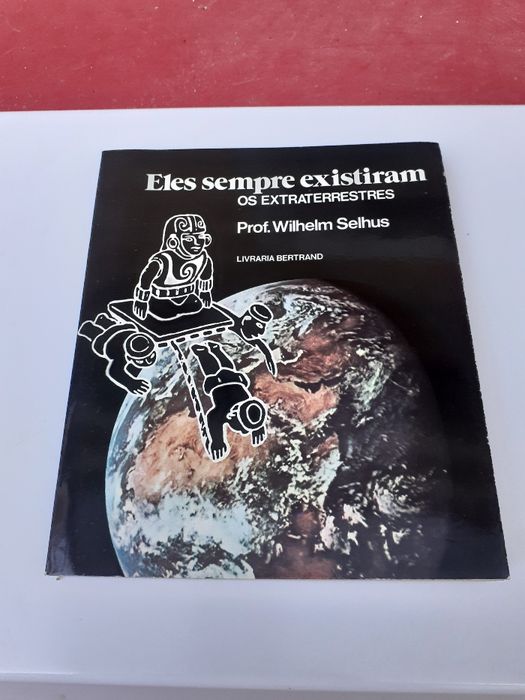 Eles sempre existiram
OS EXTRATERRESTRES
Prof. Wilhelm Selhus
LIVRARIA BERTRAND